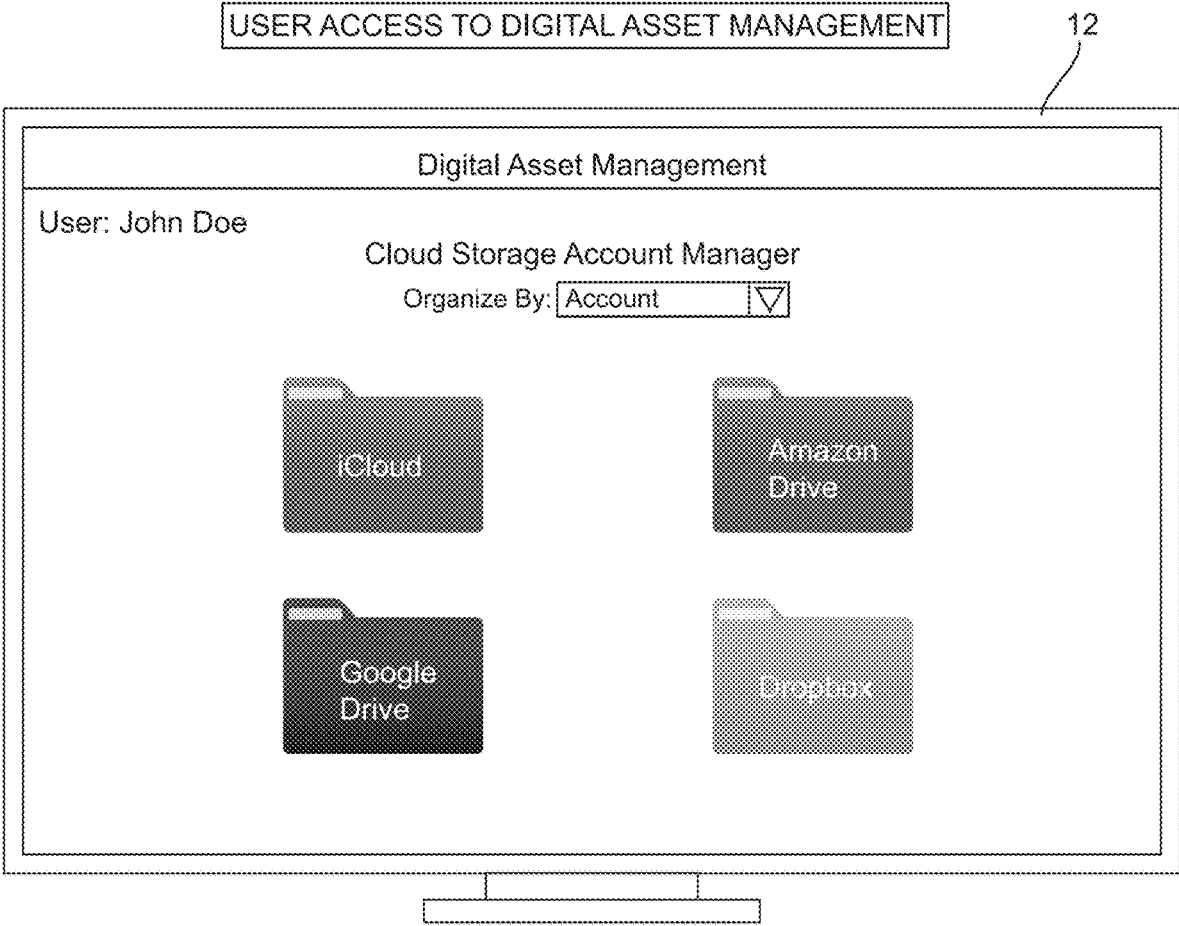 USER ACCESS TO DIGITAL ASSET MANAGEMENT
12
Digital Asset Management
User: John Doe
Cloud Storage Account Manager
Organize By: Account
iCloud
Amazon
Drive
Google
Drive
Dropbox